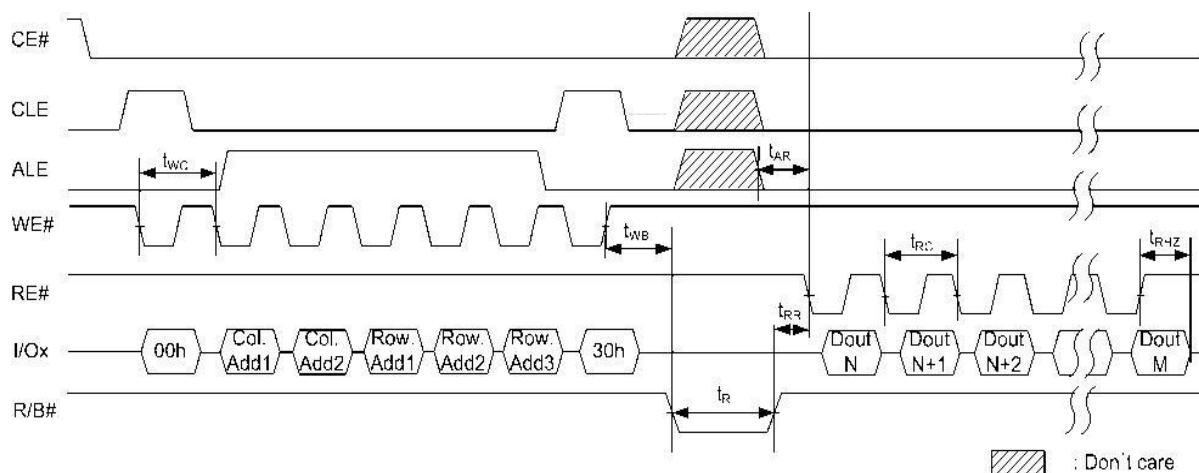 CE#
CLE
ALE
tAR
tWC
WE#
tWB
tRC
tRHZ
RE#
tRR
I/Ox
00h
Col. Add1
Col. Add2
Row. Add1
Row. Add2
Row. Add3
30h
Dout N
Dout N+1
Dout N+2
Dout M
R/B#
tR
: Don't care